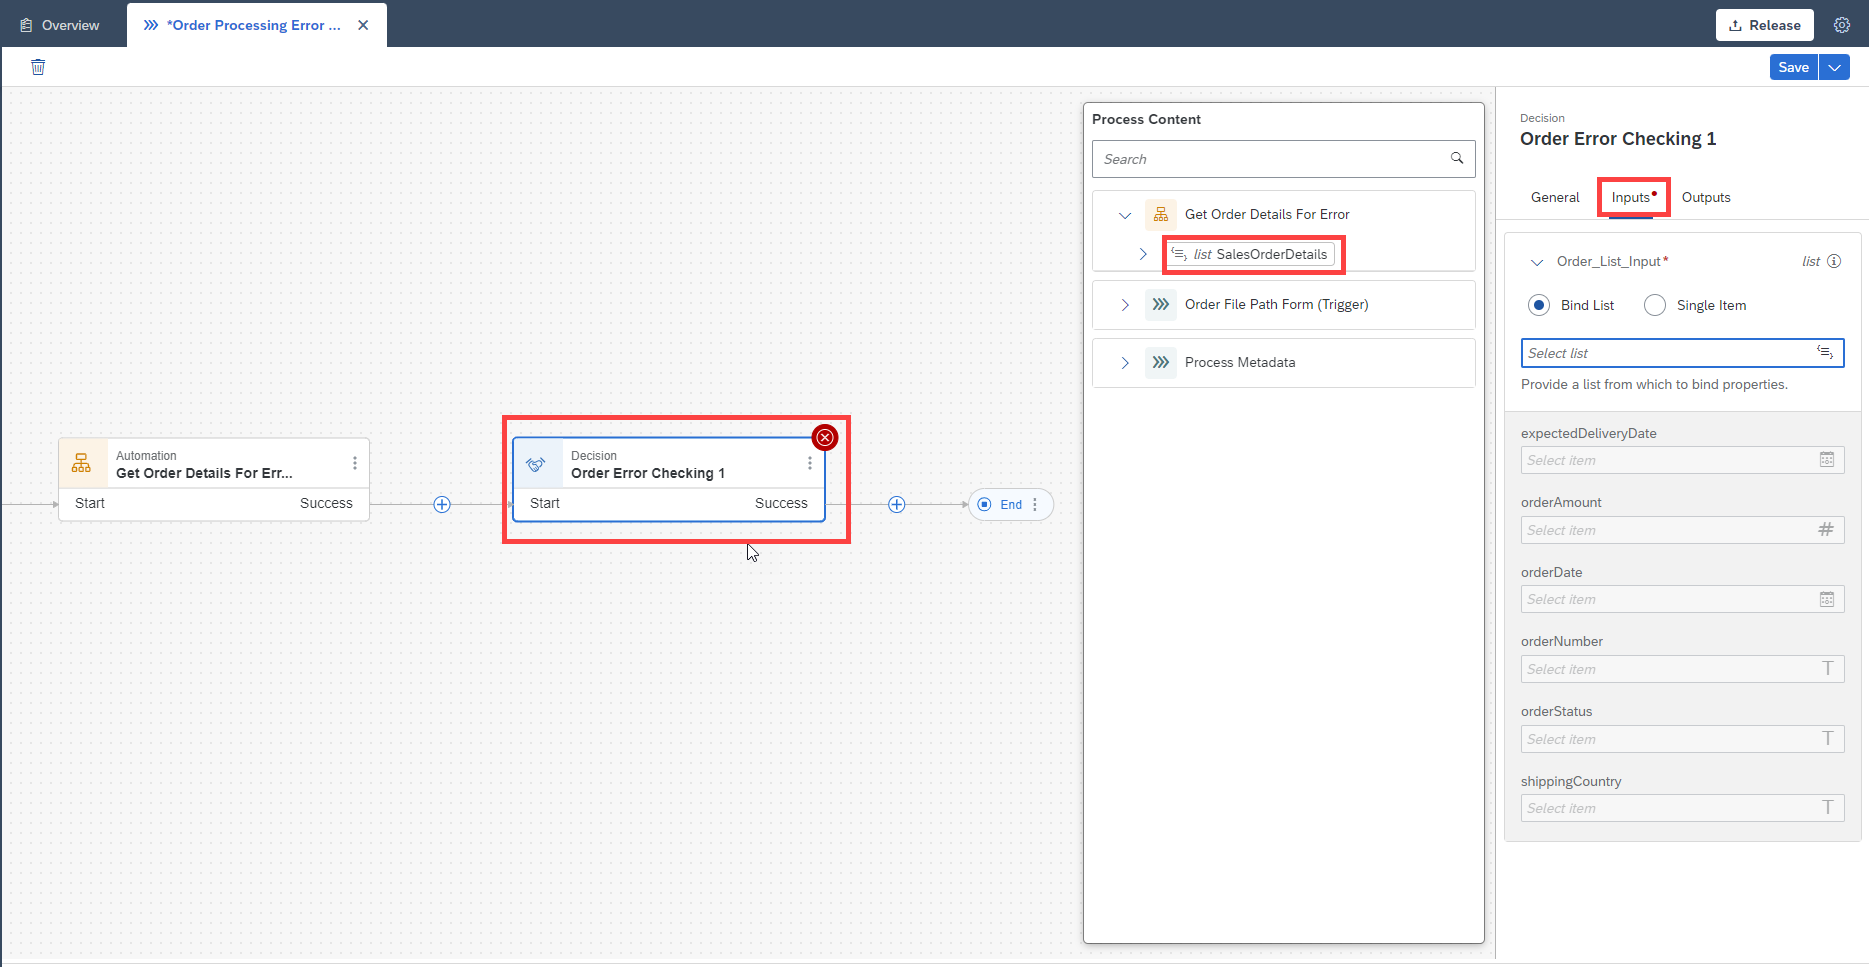 Overview
*Order Processing Error ...
Release
Save
Automation
Get Order Details For Err...
Start
Success
Decision
Order Error Checking 1
Start
Success
End
Process Content
Search
Get Order Details For Error
list SalesOrderDetails
Order File Path Form (Trigger)
Process Metadata
Decision
Order Error Checking 1
General
Inputs
Outputs
Order_List_Input*
list
Bind List
Single Item
Select list
Provide a list from which to bind properties.
expectedDeliveryDate
Select item
orderAmount
Select item
orderDate
Select item
orderNumber
Select item
orderStatus
Select item
shippingCountry
Select item